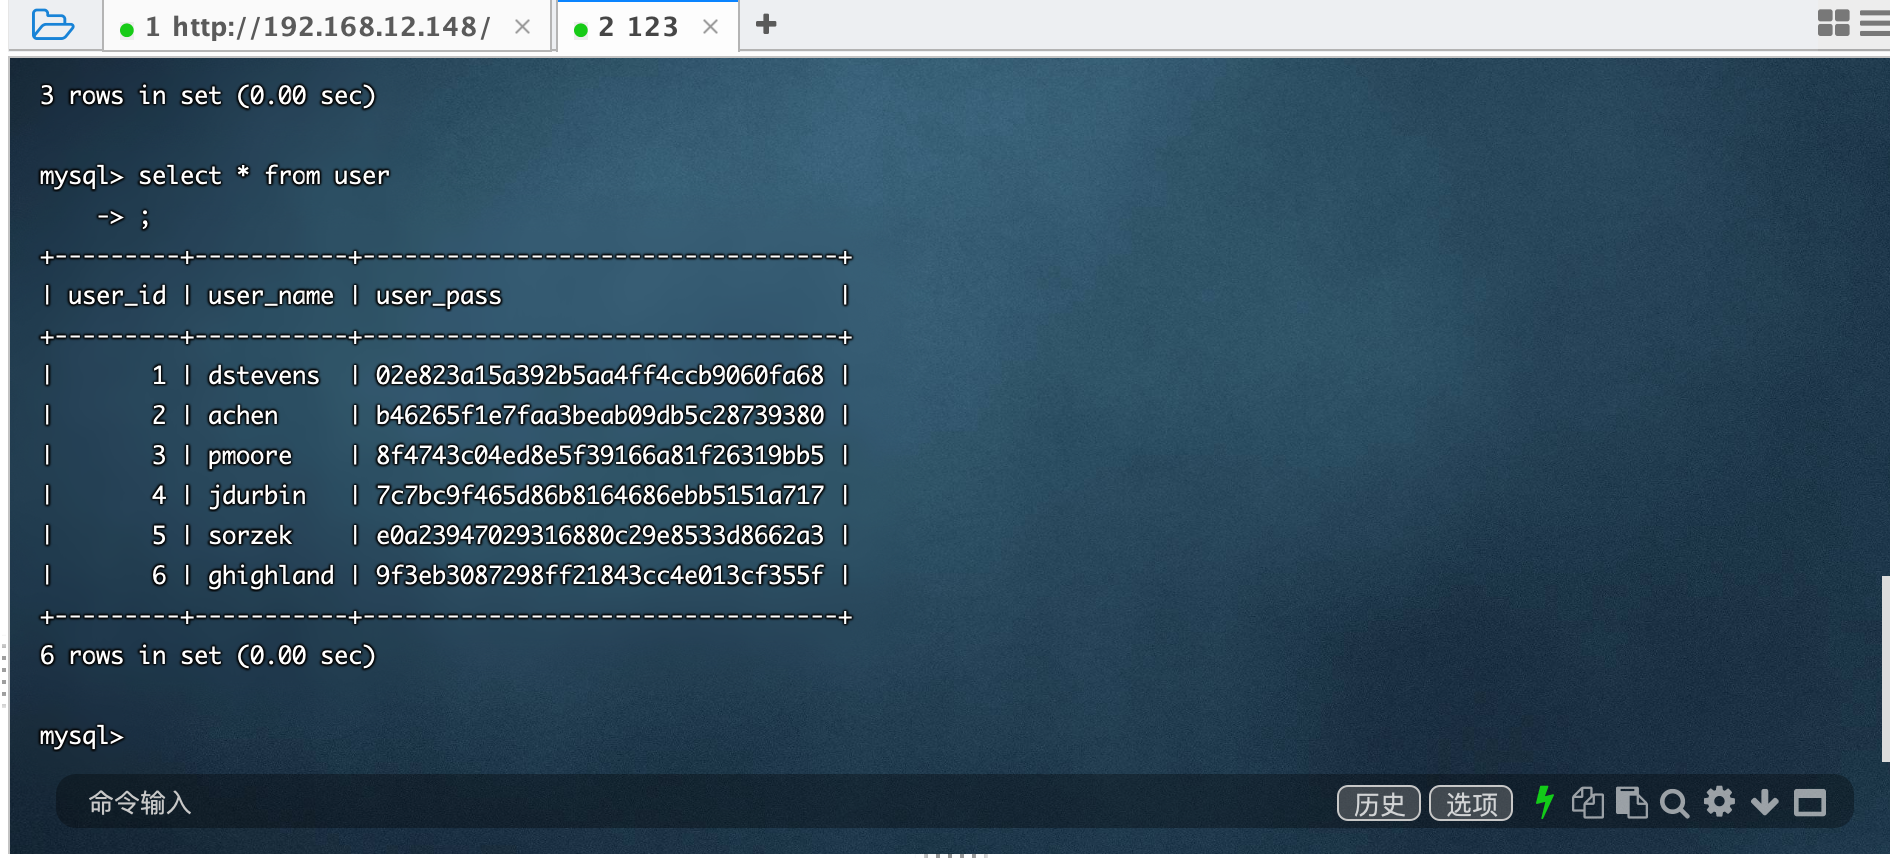 1 http://192.168.12.148/
2 123
3 rows in set (0.00 sec)
mysql> select * from user
    -> ;
+---------+-----------+----------------------------------+
| user_id | user_name | user_pass                        |
+---------+-----------+----------------------------------+
|       1 | dstevens  | 02e823a15a392b5aa4ff4ccb9060fa68 |
|       2 | achen     | b46265f1e7faa3beab09db5c28739380 |
|       3 | pmoore    | 8f4743c04ed8e5f39166a81f26319bb5 |
|       4 | jdurbin   | 7c7bc9f465d86b8164686ebb5151a717 |
|       5 | sorzek    | e0a23947029316880c29e8533d8662a3 |
|       6 | ghighland | 9f3eb3087298ff21843cc4e013cf355f |
+---------+-----------+----------------------------------+
6 rows in set (0.00 sec)
mysql>
命令输入
历史
选项